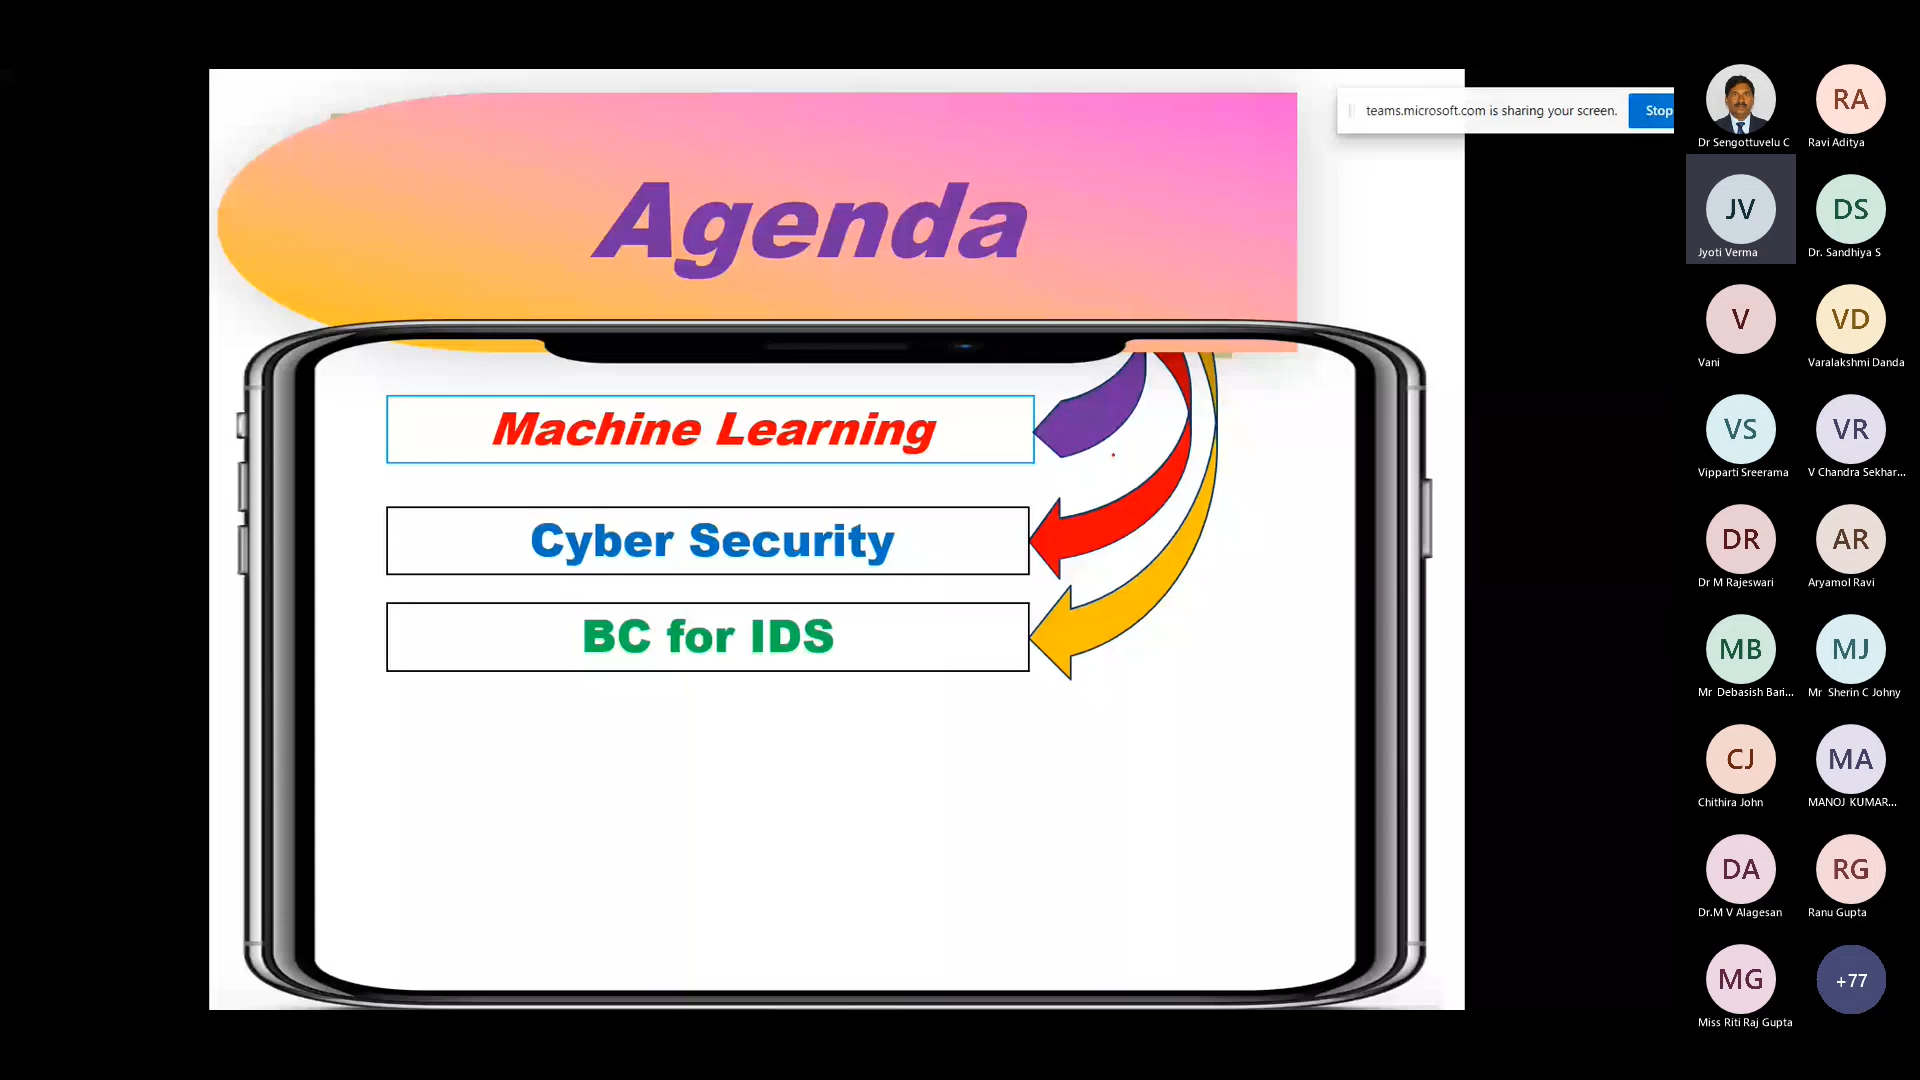 Agenda
Machine Learning
Cyber Security
BC for IDS
teams.microsoft.com is sharing your screen.
Stop
Dr Sengottuvelu C
RA
Ravi Aditya
JV
Jyoti Verma
DS
Dr. Sandhiya S
V
Vani
VD
Varalakshmi Danda
VS
Vipparti Sreerama
VR
V Chandra Sekhar...
DR
Dr M Rajeswari
AR
Aryamol Ravi
MB
Mr Debasish Bari...
MJ
Mr Sherin C Johny
CJ
Chithira John
MA
MANOJ KUMAR...
DA
Dr.M V Alagesan
RG
Ranu Gupta
MG
Miss Riti Raj Gupta
+77